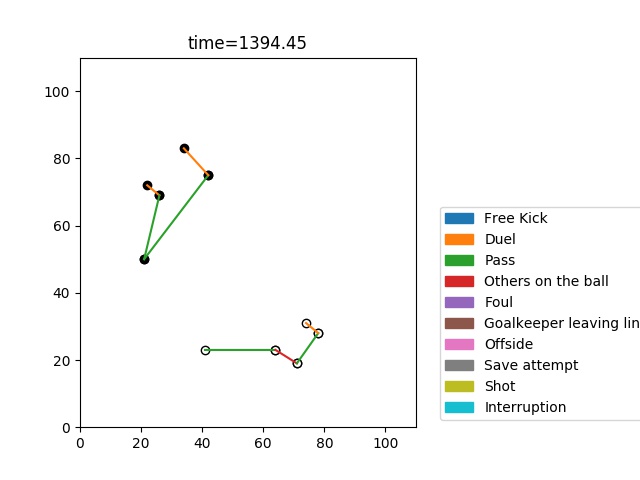 time=1394.45
100
80
60
40
20
0
0 20 40 60 80 100
Free Kick
Duel
Pass
Others on the ball
Foul
Goalkeeper leaving lin
Offside
Save attempt
Shot
Interruption